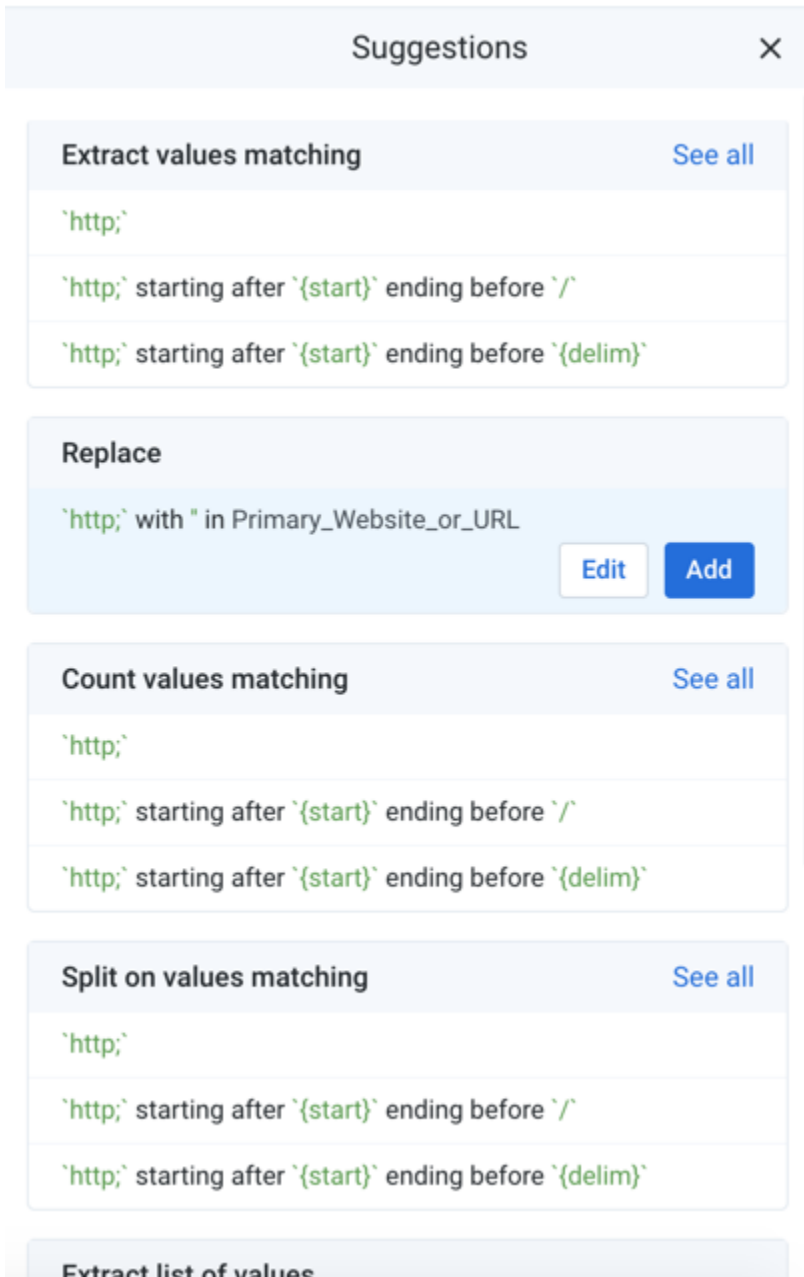 Suggestions
Extract values matching See all
`http;`
`http;` starting after `{start}` ending before `/`
`http;` starting after `{start}` ending before `{delim}`
Replace
`http;` with '' in Primary_Website_or_URL
Edit Add
Count values matching See all
`http;`
`http;` starting after `{start}` ending before `/`
`http;` starting after `{start}` ending before `{delim}`
Split on values matching See all
`http;`
`http;` starting after `{start}` ending before `/`
`http;` starting after `{start}` ending before `{delim}`
Extract list of values